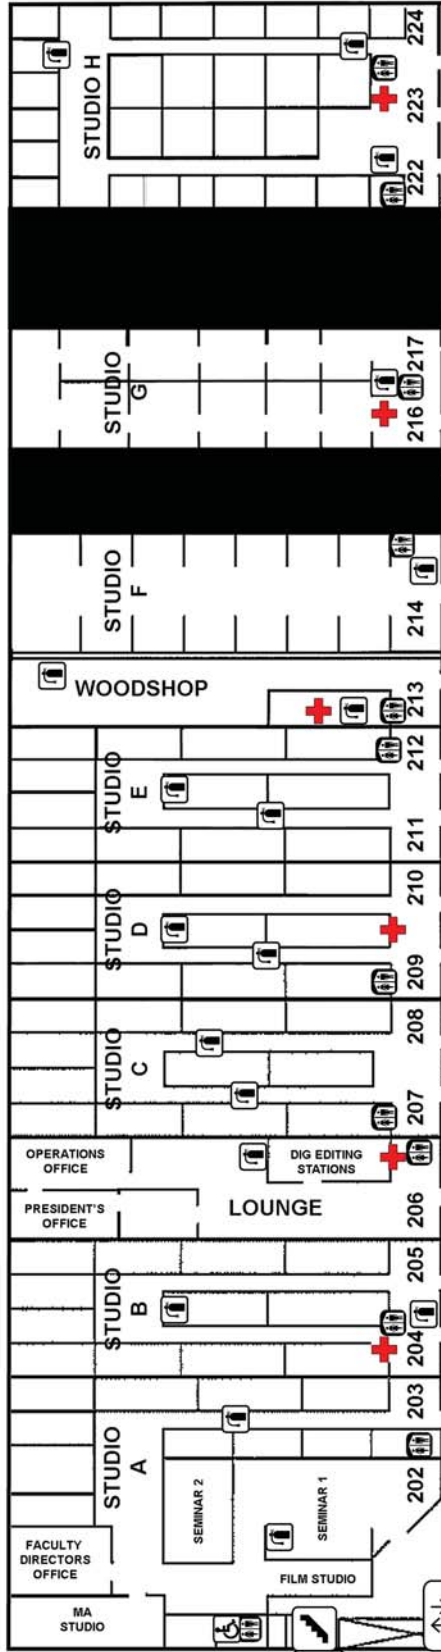 224
STUDIO H
223
222
217
STUDIO
G
216
STUDIO
F
214
WOODSHOP
213
212
STUDIO
E
211
210
STUDIO
D
209
208
STUDIO
C
207
OPERATIONS
OFFICE
DIG EDITING
STATIONS
PRESIDENT'S
OFFICE
LOUNGE
206
205
STUDIO
B
204
203
STUDIO
A
202
SEMINAR 2
SEMINAR 1
FACULTY
DIRECTORS
OFFICE
FILM STUDIO
MA
STUDIO